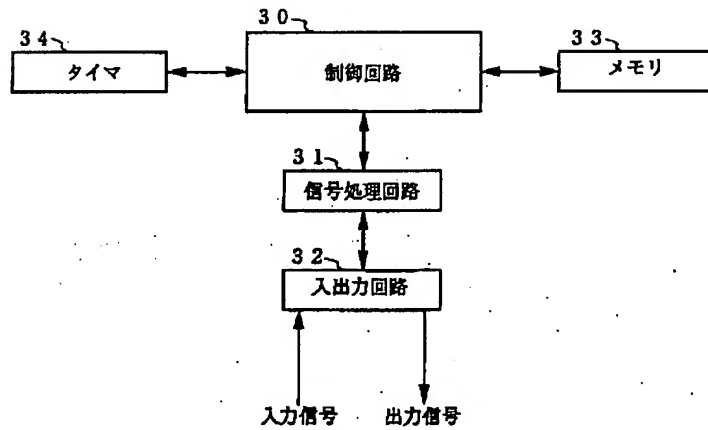 ３０
制御回路
３４
タイマ
３３
メモリ
３１
信号処理回路
３２
入出力回路
入力信号
出力信号